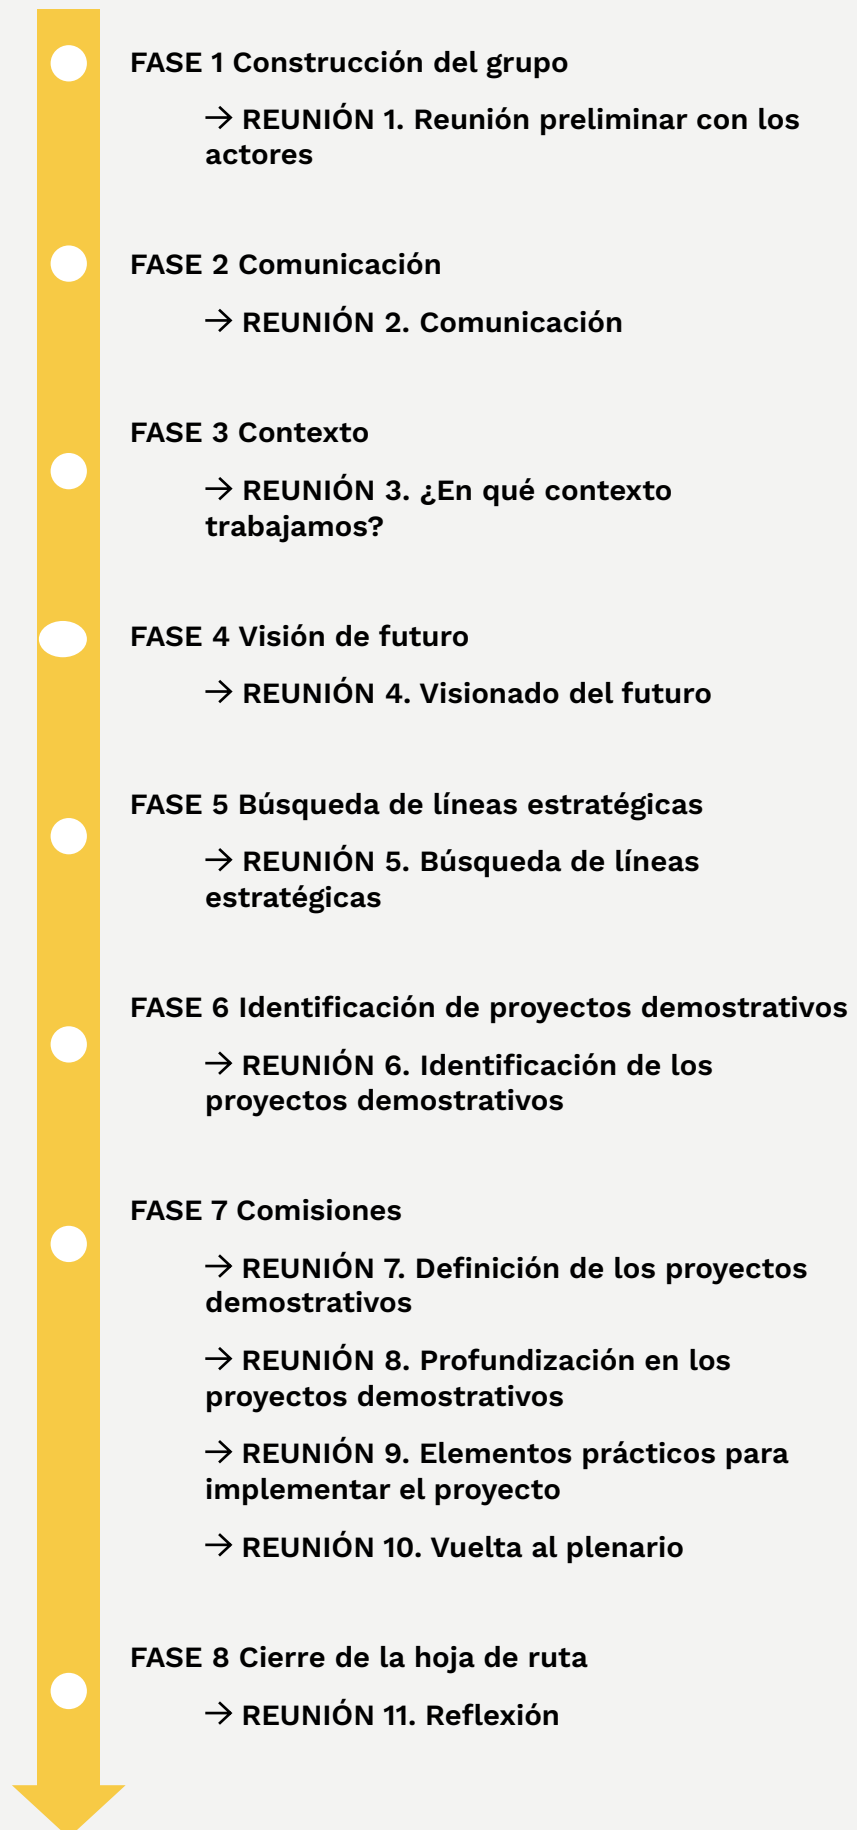 FASE 1 Construcción del grupo
→ REUNIÓN 1. Reunión preliminar con los
actores
FASE 2 Comunicación
→ REUNIÓN 2. Comunicación
FASE 3 Contexto
→ REUNIÓN 3. ¿En qué contexto
trabajamos?
FASE 4 Visión de futuro
→ REUNIÓN 4. Visionado del futuro
FASE 5 Búsqueda de líneas estratégicas
→ REUNIÓN 5. Búsqueda de líneas
estratégicas
FASE 6 Identificación de proyectos demostrativos
→ REUNIÓN 6. Identificación de los
proyectos demostrativos
FASE 7 Comisiones
→ REUNIÓN 7. Definición de los proyectos
demostrativos
→ REUNIÓN 8. Profundización en los
proyectos demostrativos
→ REUNIÓN 9. Elementos prácticos para
implementar el proyecto
→ REUNIÓN 10. Vuelta al plenario
FASE 8 Cierre de la hoja de ruta
→ REUNIÓN 11. Reflexión